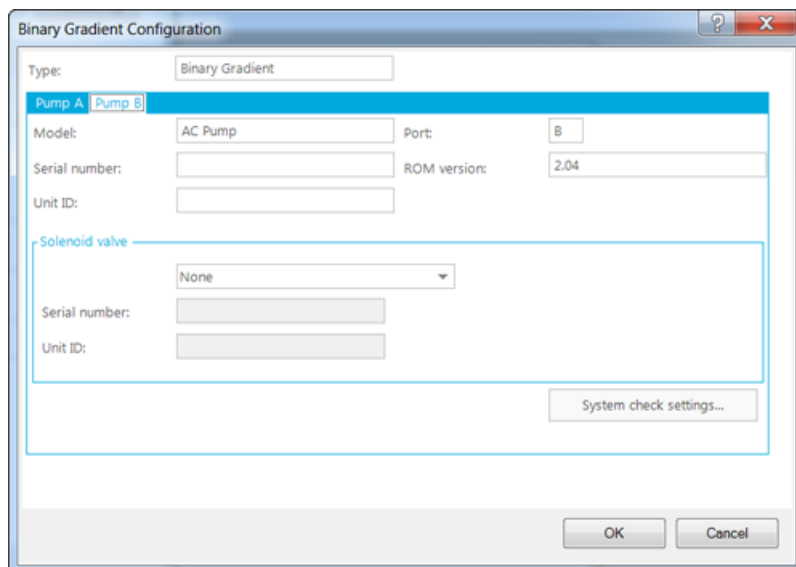 Binary Gradient Configuration
?
X
Type: Binary Gradient
Pump A Pump B
Model: AC Pump Port: B
Serial number: ROM version: 2.04
Unit ID:
Solenoid valve
None
Serial number:
Unit ID:
System check settings...
OK Cancel